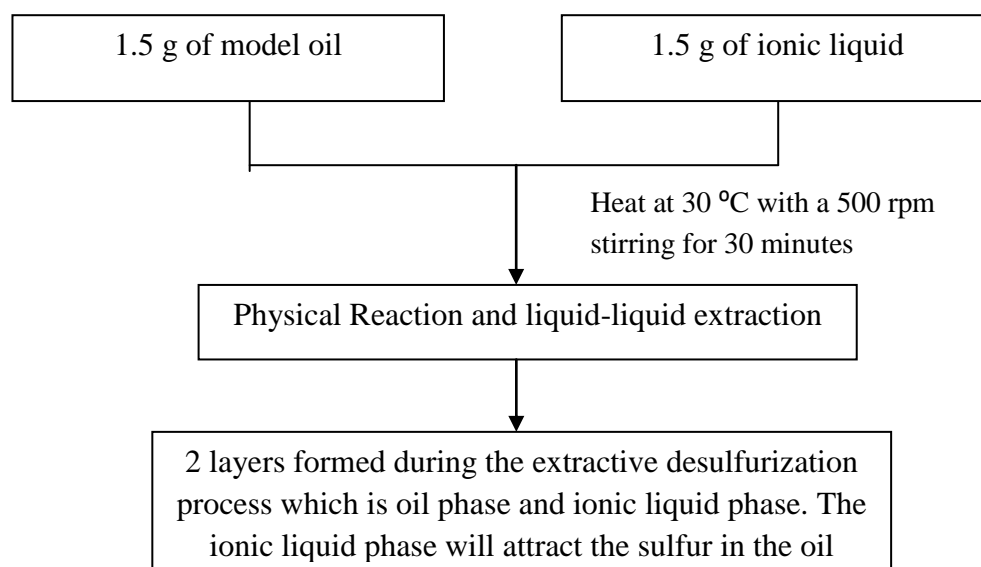 1.5 g of model oil
1.5 g of ionic liquid
Heat at 30 ⁰C with a 500 rpm
stirring for 30 minutes
Physical Reaction and liquid-liquid extraction
2 layers formed during the extractive desulfurization
process which is oil phase and ionic liquid phase. The
ionic liquid phase will attract the sulfur in the oil